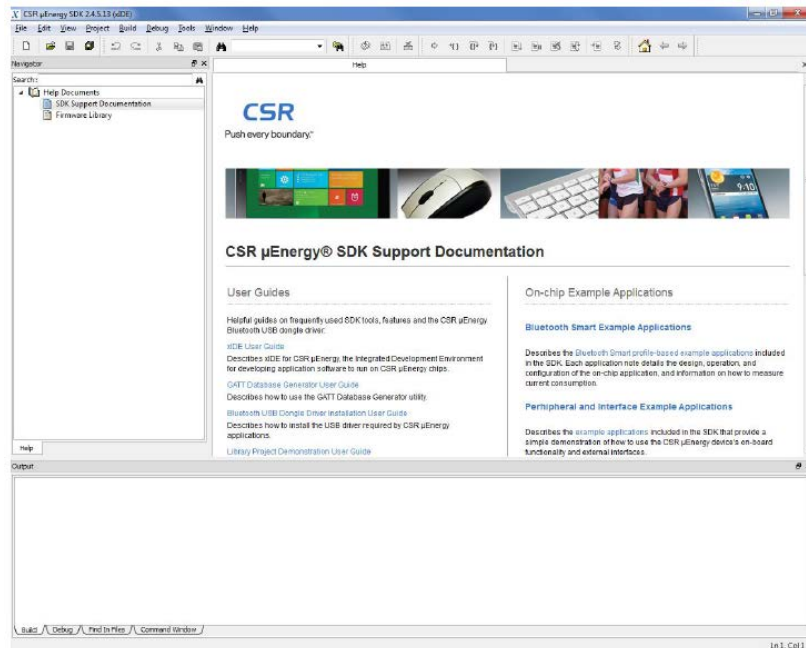 CSR µEnergy SDK 2.4.5.13 (xIDE)
File Edit View Project Build Debug Tools Window Help
Navigator
Help
Search:
Help Documents
SDK Support Documentation
Firmware Library
CSR
Push every boundary.™
9:10
CSR µEnergy® SDK Support Documentation
User Guides
Helpful guides on frequently used SDK tools, features and the CSR µEnergy
Bluetooth USB dongle driver:
xIDE User Guide
Describes xIDE for CSR µEnergy, the Integrated Development Environment
for developing application software to run on CSR µEnergy chips.
GATT Database Generator User Guide
Describes how to use the GATT Database Generator utility.
Bluetooth USB Dongle Driver Installation User Guide
Describes how to install the USB driver required by CSR µEnergy
applications.
Library Project Demonstration User Guide
On-chip Example Applications
Bluetooth Smart Example Applications
Describes the Bluetooth Smart profile-based example applications included
in the SDK. Each application note details the design, operation, and
configuration of the on-chip application, and information on how to measure
current consumption.
Perhipheral and Interface Example Applications
Describes the example applications included in the SDK that provide a
simple demonstration of how to use the CSR µEnergy device's on-board
functionality and external interfaces.
Help
Output
Build Debug Find In Files Command Window
Ln 1, Col 1